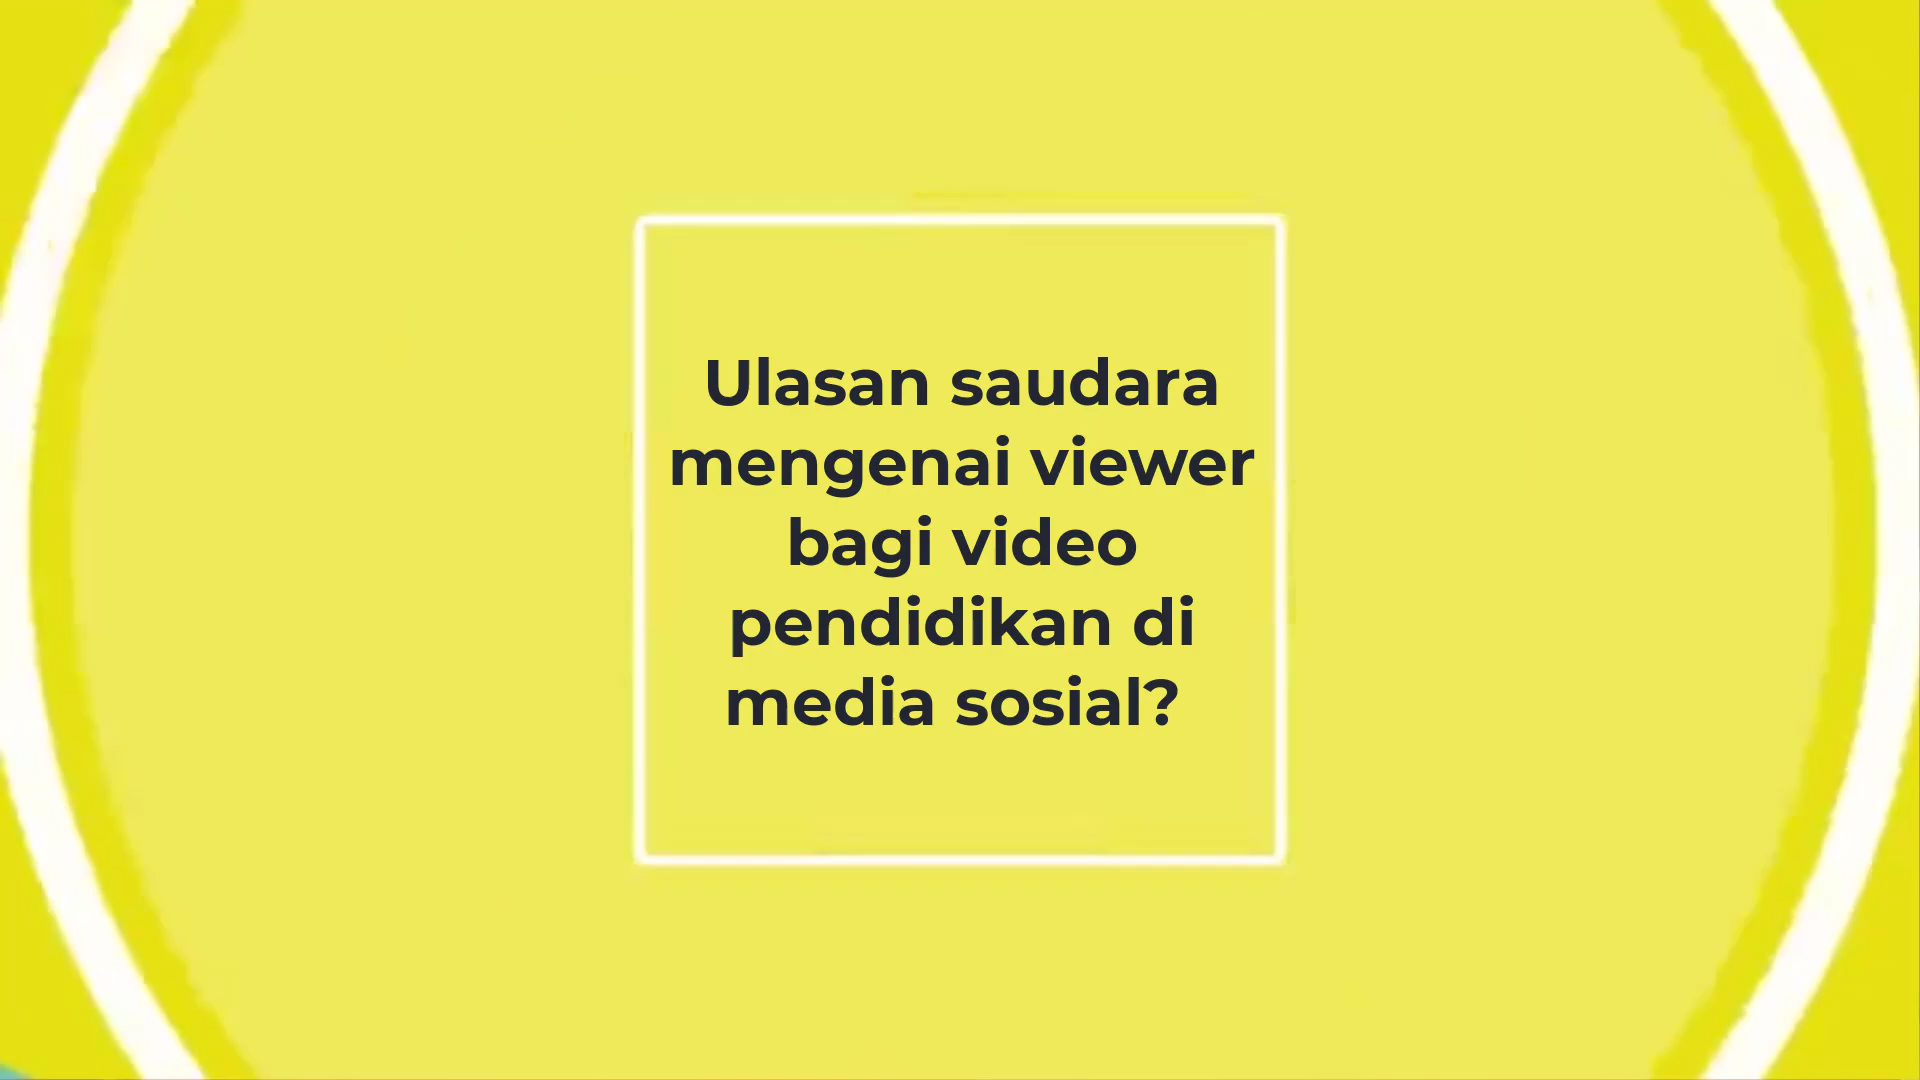 Ulasan saudara
mengenai viewer
bagi video
pendidikan di
media sosial?